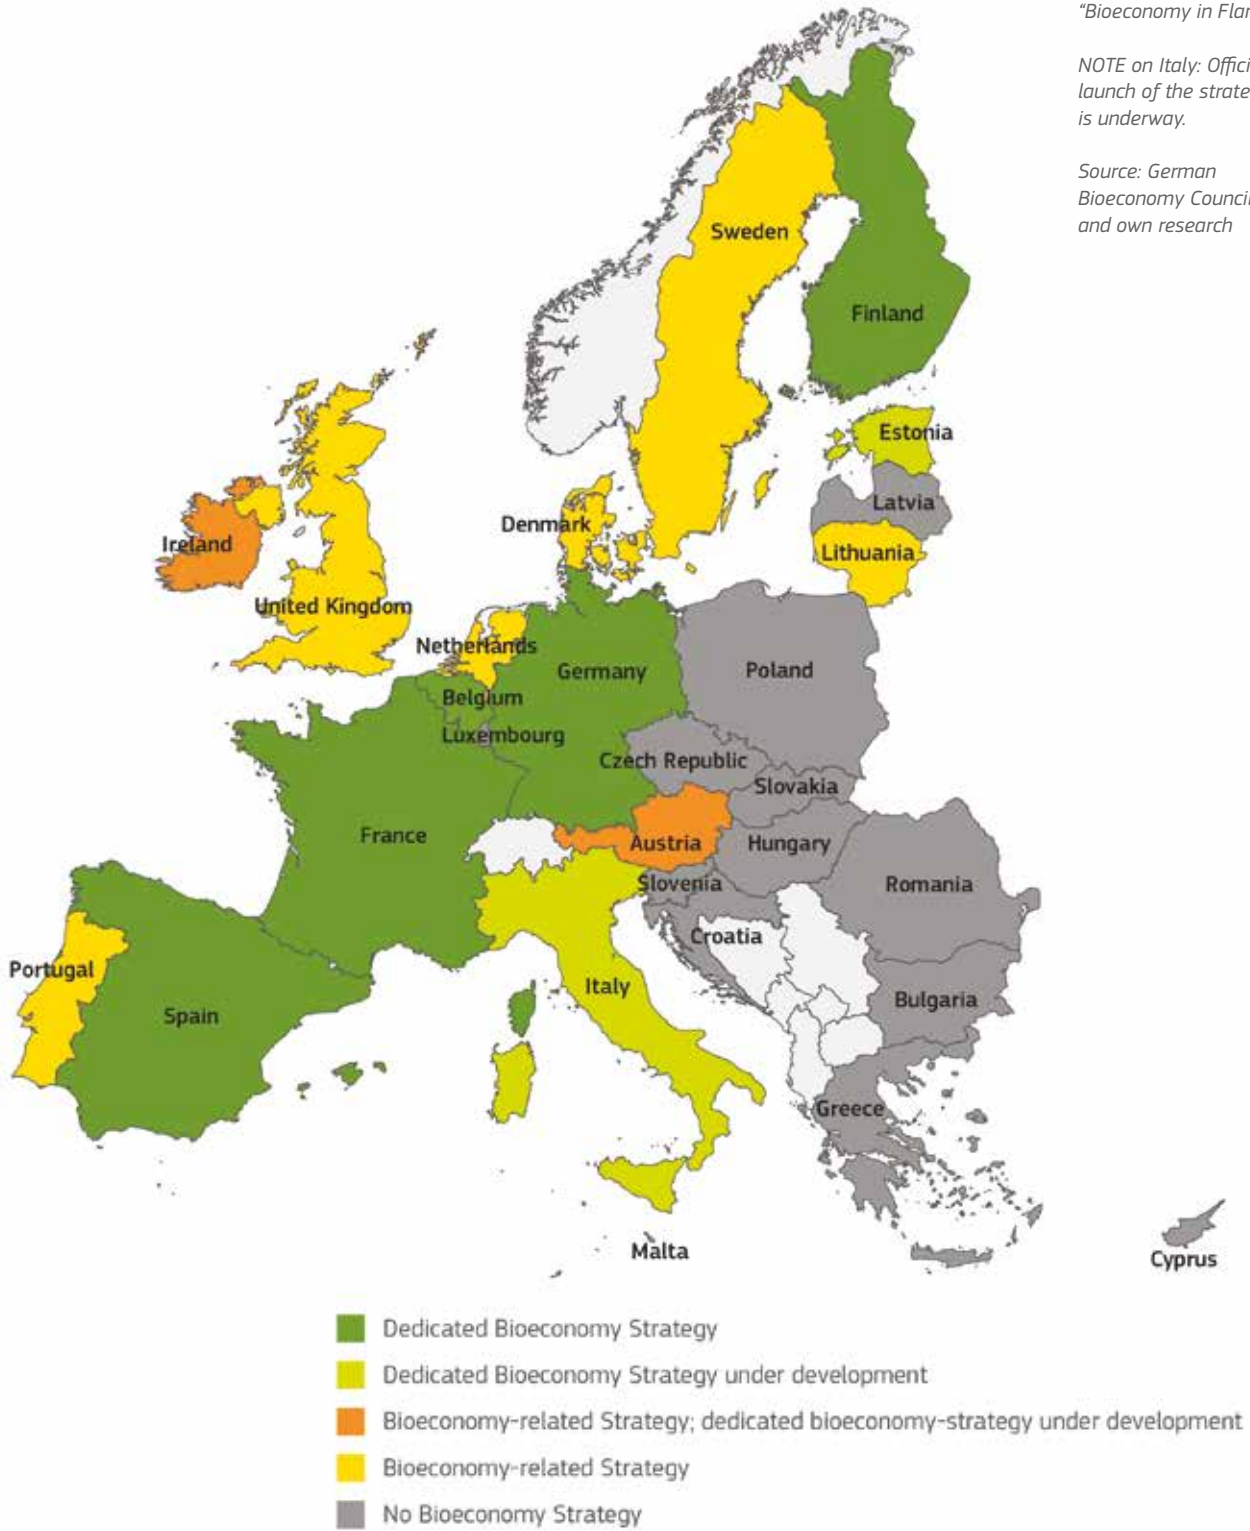 “Bioeconomy in Flan
NOTE on Italy: Offici
launch of the strate
is underway.
Source: German
Bioeconomy Council
and own research
Sweden
Finland
Estonia
Latvia
Lithuania
Denmark
Ireland
United Kingdom
Netherlands
Germany
Poland
Belgium
Luxembourg
Czech Republic
Slovakia
France
Austria
Hungary
Slovenia
Romania
Croatia
Portugal
Italy
Bulgaria
Spain
Greece
Malta
Cyprus
Dedicated Bioeconomy Strategy
Dedicated Bioeconomy Strategy under development
Bioeconomy-related Strategy; dedicated bioeconomy-strategy under development
Bioeconomy-related Strategy
No Bioeconomy Strategy